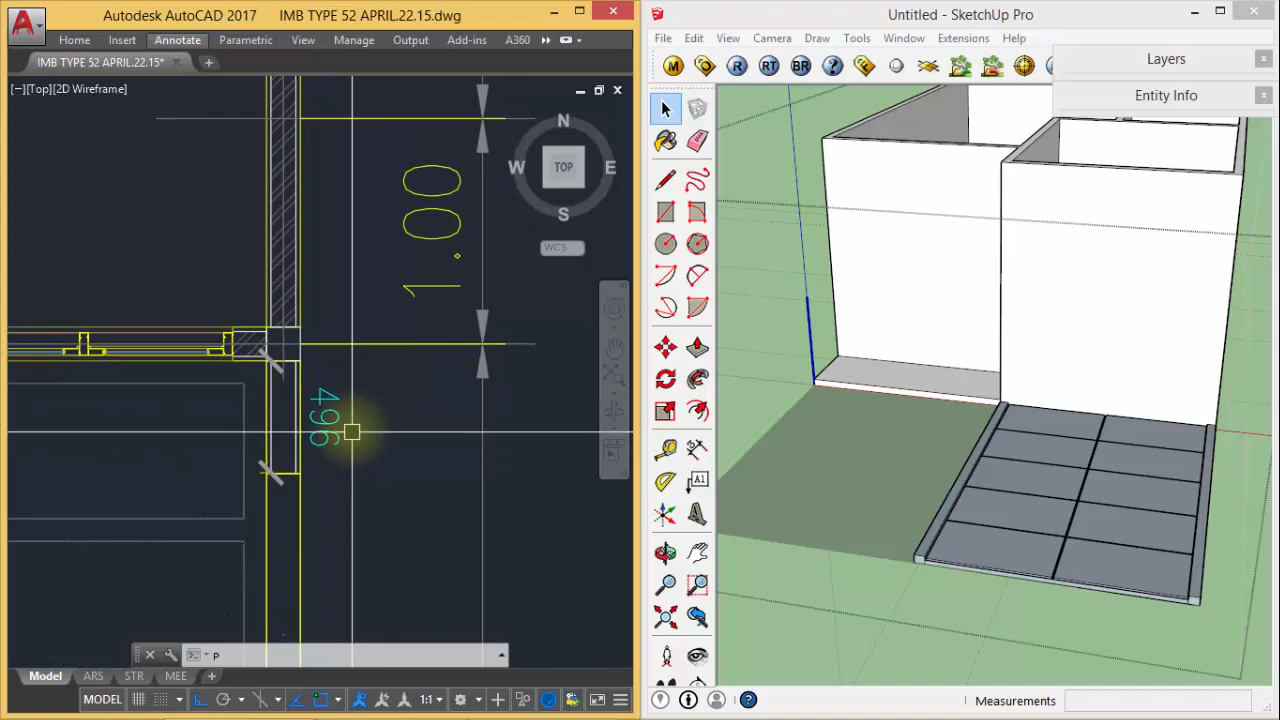 Autodesk AutoCAD 2017 IMB TYPE 52 APRIL.22.15.dwg
Home Insert Annotate Parametric View Manage Output Add-ins A360
IMB TYPE 52 APRIL.22.15*
[−][Top][2D Wireframe]
N
W TOP E
S
WCS
1.00
496
P
Model ARS STR MEE
MODEL 1:1
Untitled - SketchUp Pro
File Edit View Camera Draw Tools Window Extensions Help
M R RT BR ?
Layers
Entity Info
A1
A
Measurements